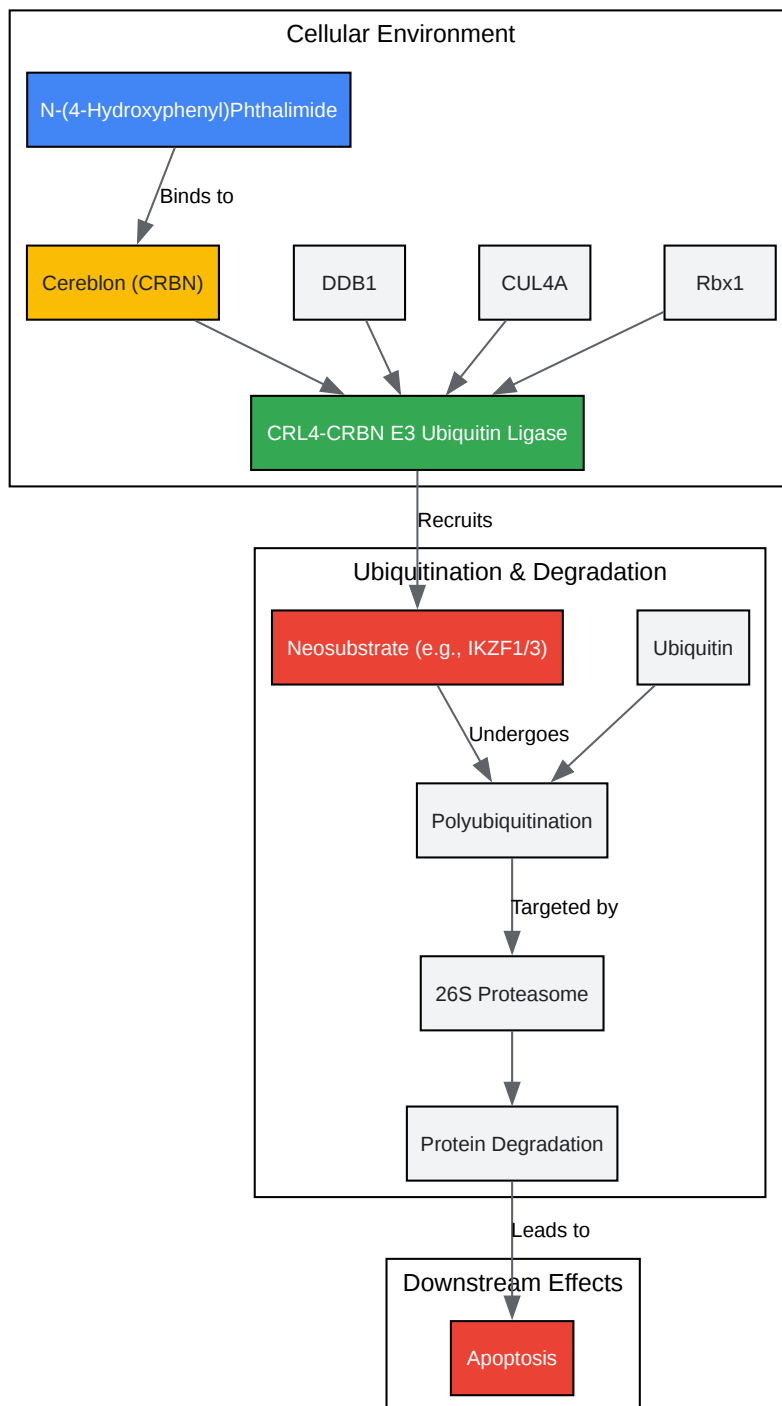 Cellular Environment
N-(4-Hydroxyphenyl)Phthalimide
Binds to
Cereblon (CRBN)
DDB1
CUL4A
Rbx1
CRL4-CRBN E3 Ubiquitin Ligase
Recruits
Ubiquitination & Degradation
Neosubstrate (e.g., IKZF1/3)
Ubiquitin
Undergoes
Polyubiquitination
Targeted by
26S Proteasome
Protein Degradation
Leads to
Downstream Effects
Apoptosis